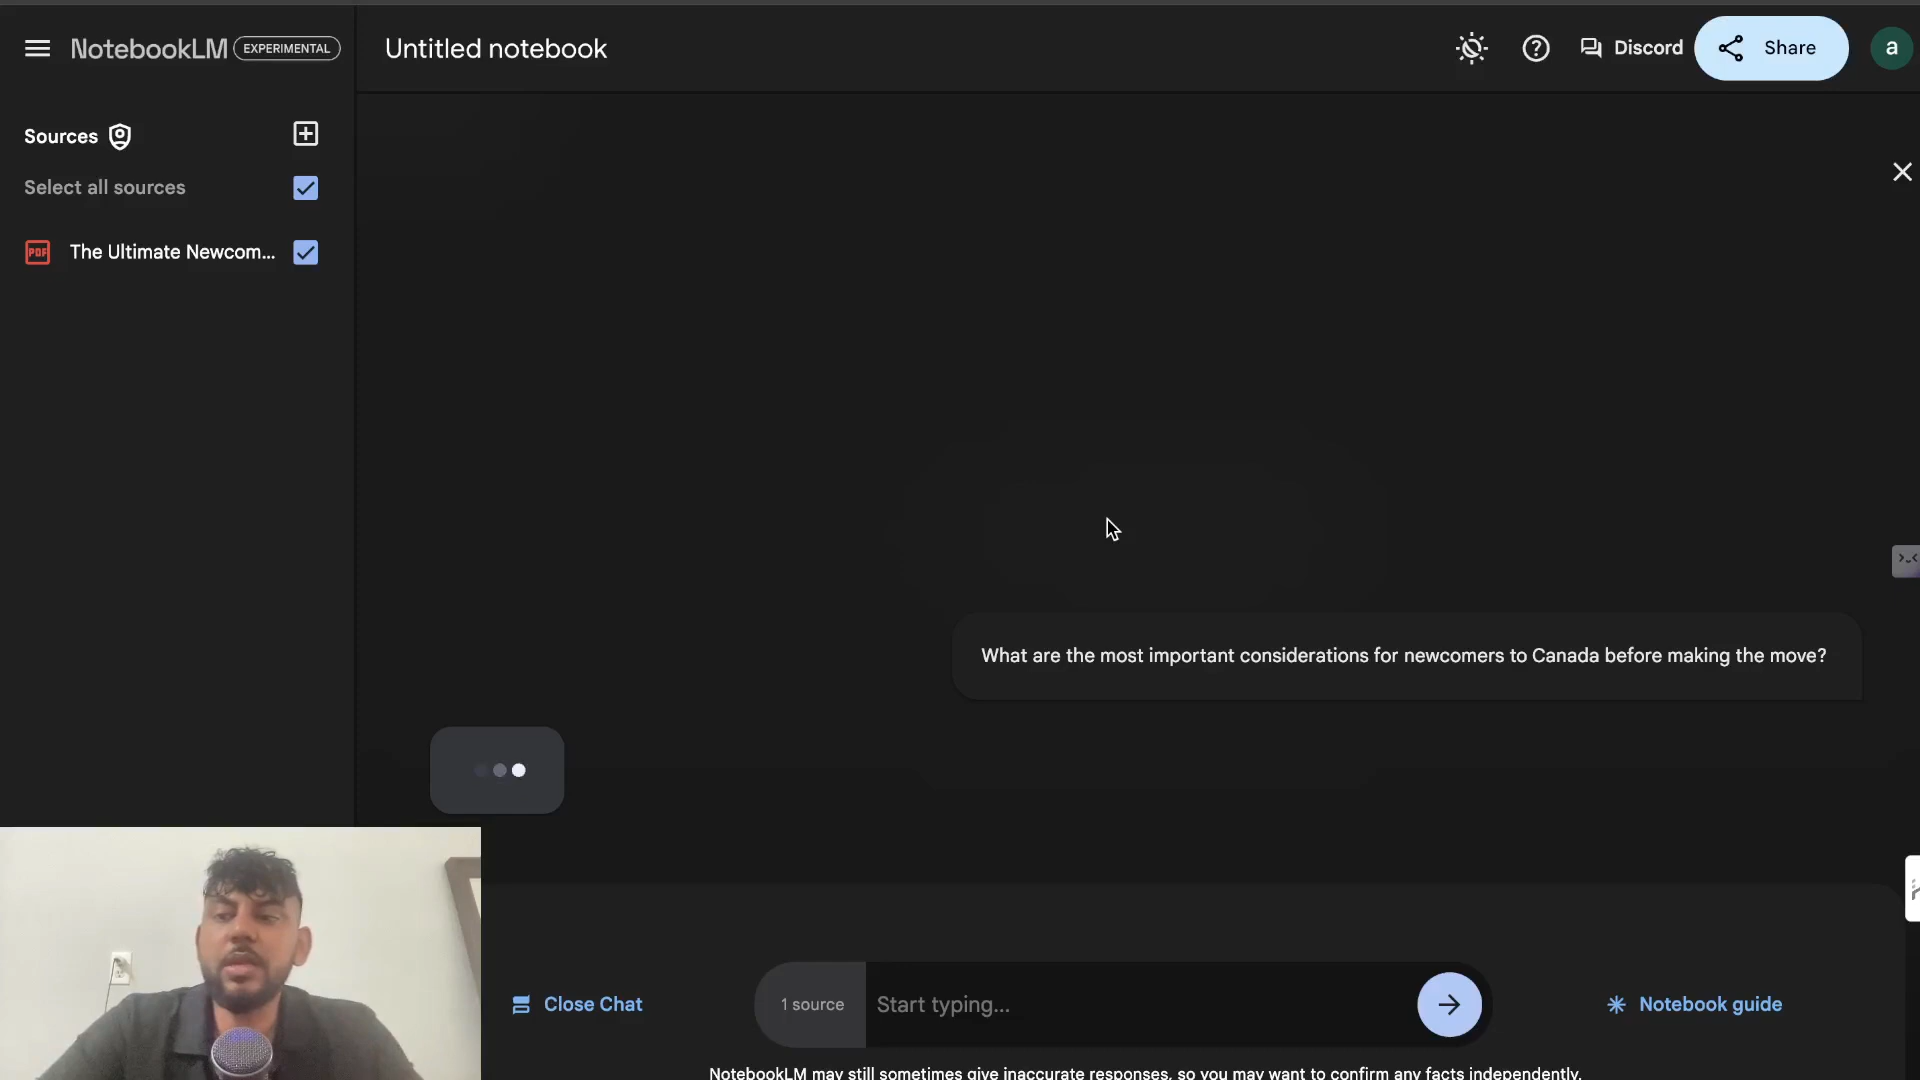 NotebookLM EXPERIMENTAL
Untitled notebook
Discord
Share
a
Sources
Select all sources
PDF The Ultimate Newcom...
What are the most important considerations for newcomers to Canada before making the move?
Close Chat
1 source
Start typing...
Notebook guide
NotebookLM may still sometimes give inaccurate responses, so you may want to confirm any facts independently.